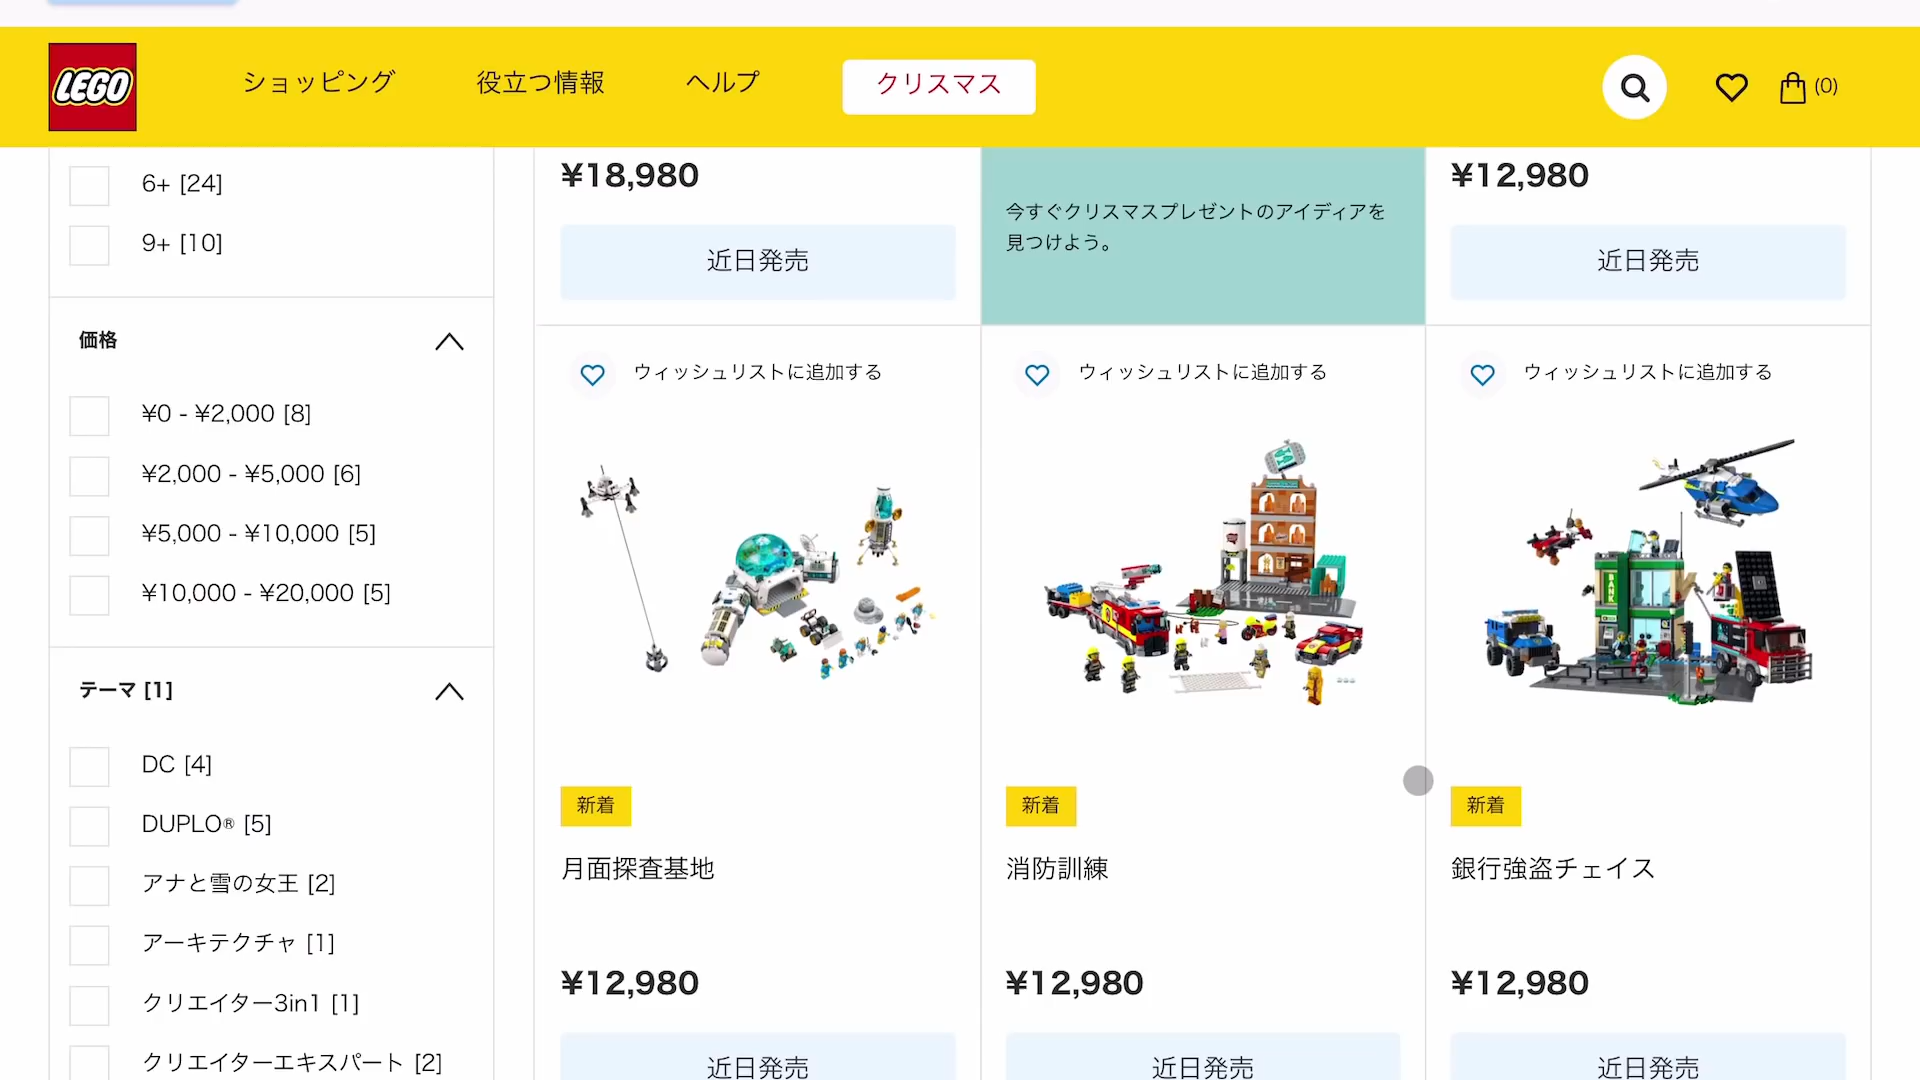 LEGO
ショッピング
役立つ情報
ヘルプ
クリスマス
(0)
6+ [24]
9+ [10]
価格
¥0 - ¥2,000 [8]
¥2,000 - ¥5,000 [6]
¥5,000 - ¥10,000 [5]
¥10,000 - ¥20,000 [5]
テーマ [1]
DC [4]
DUPLO® [5]
アナと雪の女王 [2]
アーキテクチャ [1]
クリエイター3in1 [1]
クリエイターエキスパート [2]
¥18,980
近日発売
今すぐクリスマスプレゼントのアイディアを
見つけよう。
¥12,980
近日発売
ウィッシュリストに追加する
新着
月面探査基地
¥12,980
近日発売
ウィッシュリストに追加する
新着
消防訓練
¥12,980
近日発売
ウィッシュリストに追加する
BANK
新着
銀行強盗チェイス
¥12,980
近日発売